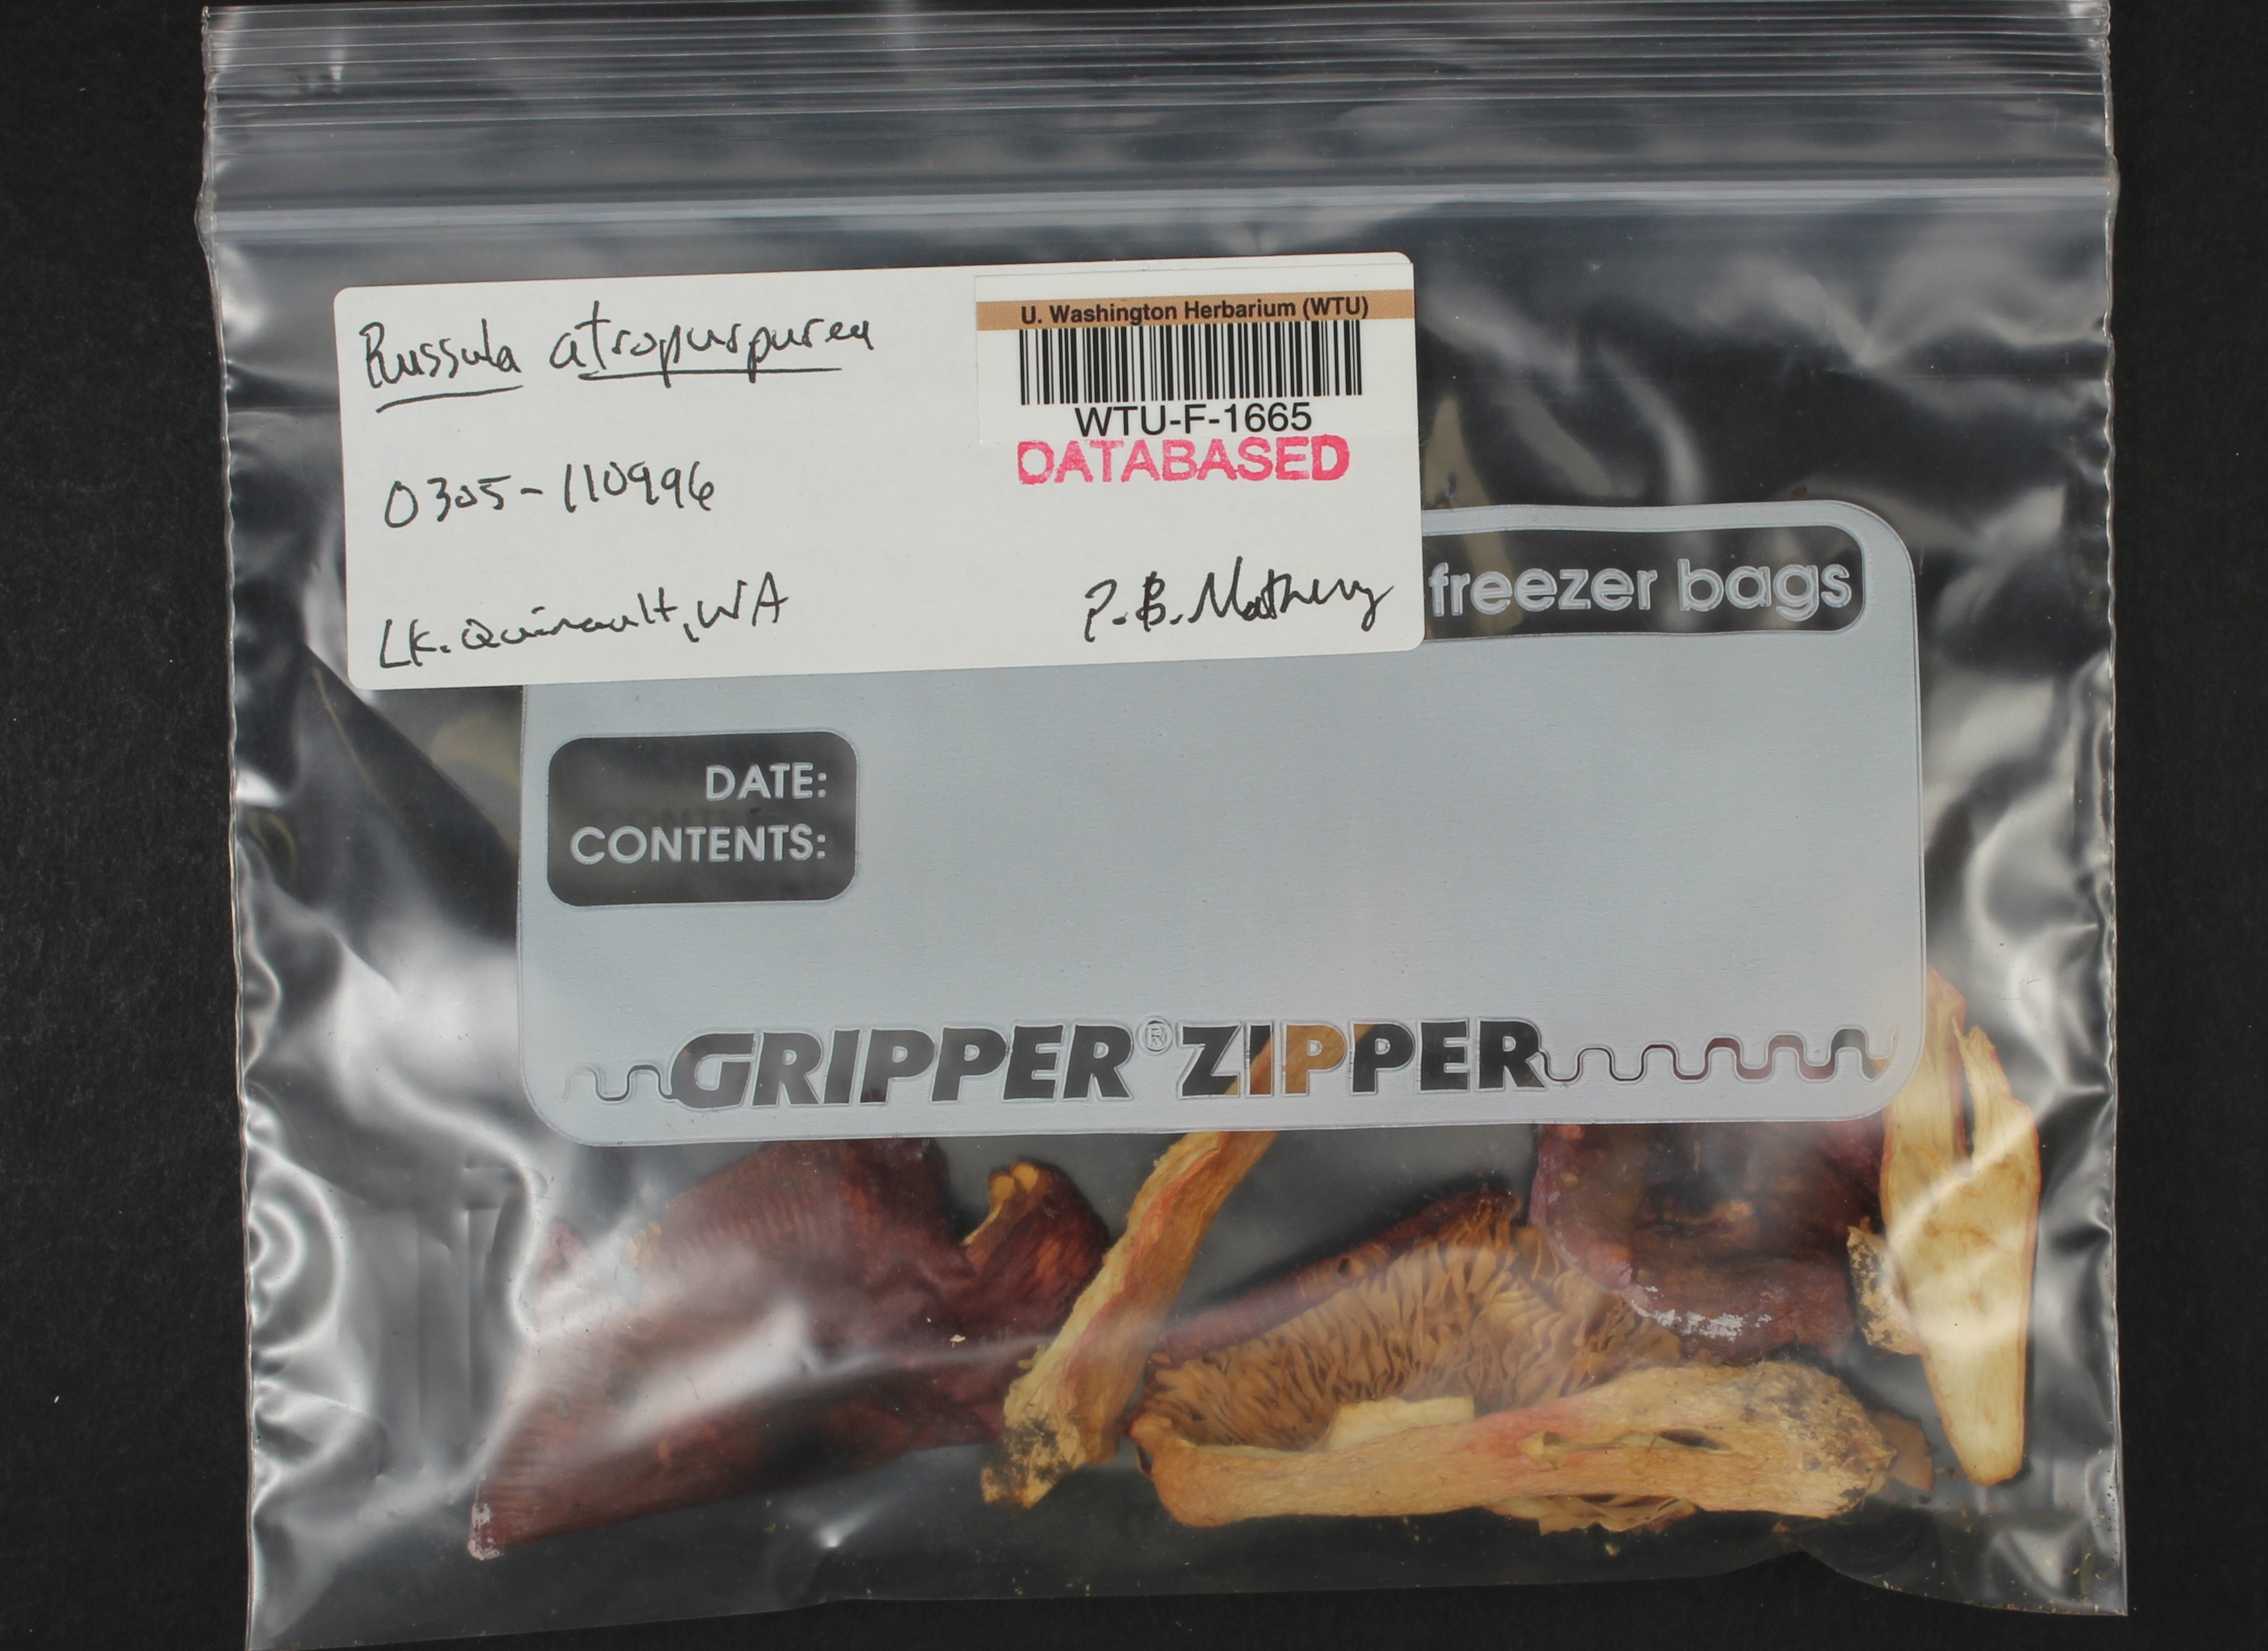 Russula atropurpurea
U. Washington Herbarium (WTU)
WTU-F-1665
DATABASED
0305-110996
Lk. Quinault, WA
P.B. Matheny
freezer bags
DATE:
CONTENTS:
GRIPPER® ZIPPER